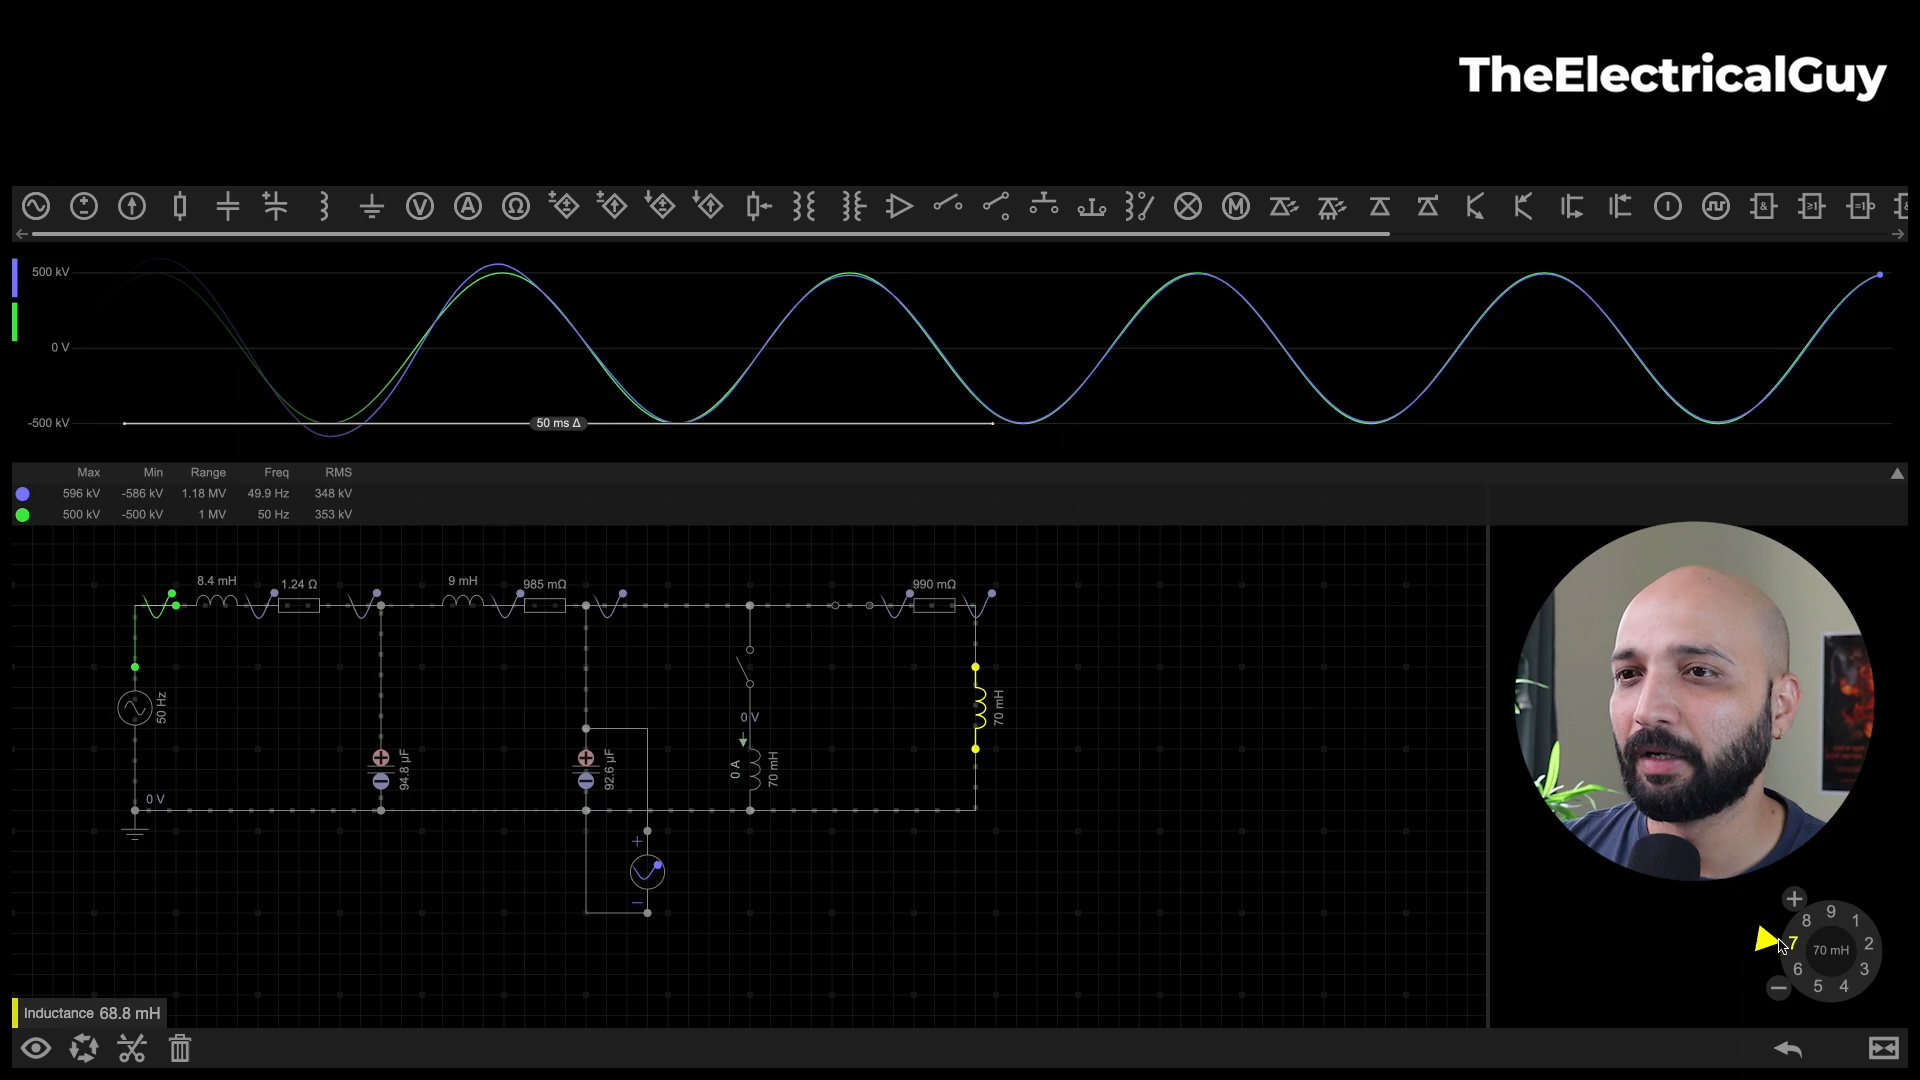 TheElectricalGuy
V A Ω M & ≥1 =1
500 kV
0 V
-500 kV
50 ms Δ
Max Min Range Freq RMS
596 kV -586 kV 1.18 MV 49.9 Hz 348 kV
500 kV -500 kV 1 MV 50 Hz 353 kV
8.4 mH 1.24 Ω 9 mH 985 mΩ 990 mΩ
50 Hz
94.8 µF
92.6 µF
0 V
0 A
70 mH
70 mH
0 V
+
−
+
−
9
8 1
7 70 mH 2
6 3
5 4
Inductance 68.8 mH